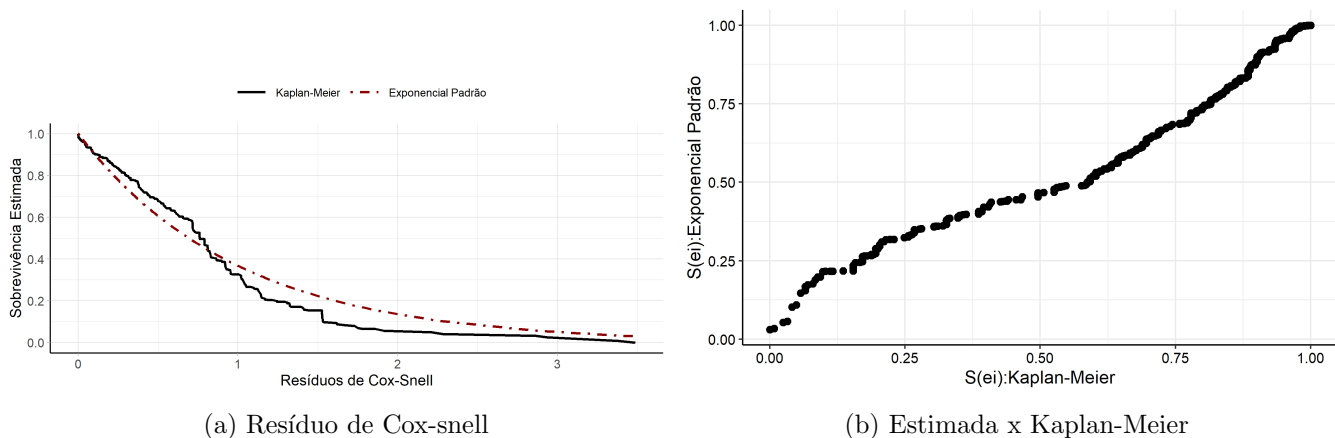 Kaplan-Meier Exponencial Padrão
Sobrevivência Estimada
1.0
0.8
0.6
0.4
0.2
0.0
0 1 2 3
Resíduos de Cox-Snell
(a) Resíduo de Cox-snell
S(ei):Exponencial Padrão
1.00
0.75
0.50
0.25
0.00
0.00 0.25 0.50 0.75 1.00
S(ei):Kaplan-Meier
(b) Estimada x Kaplan-Meier